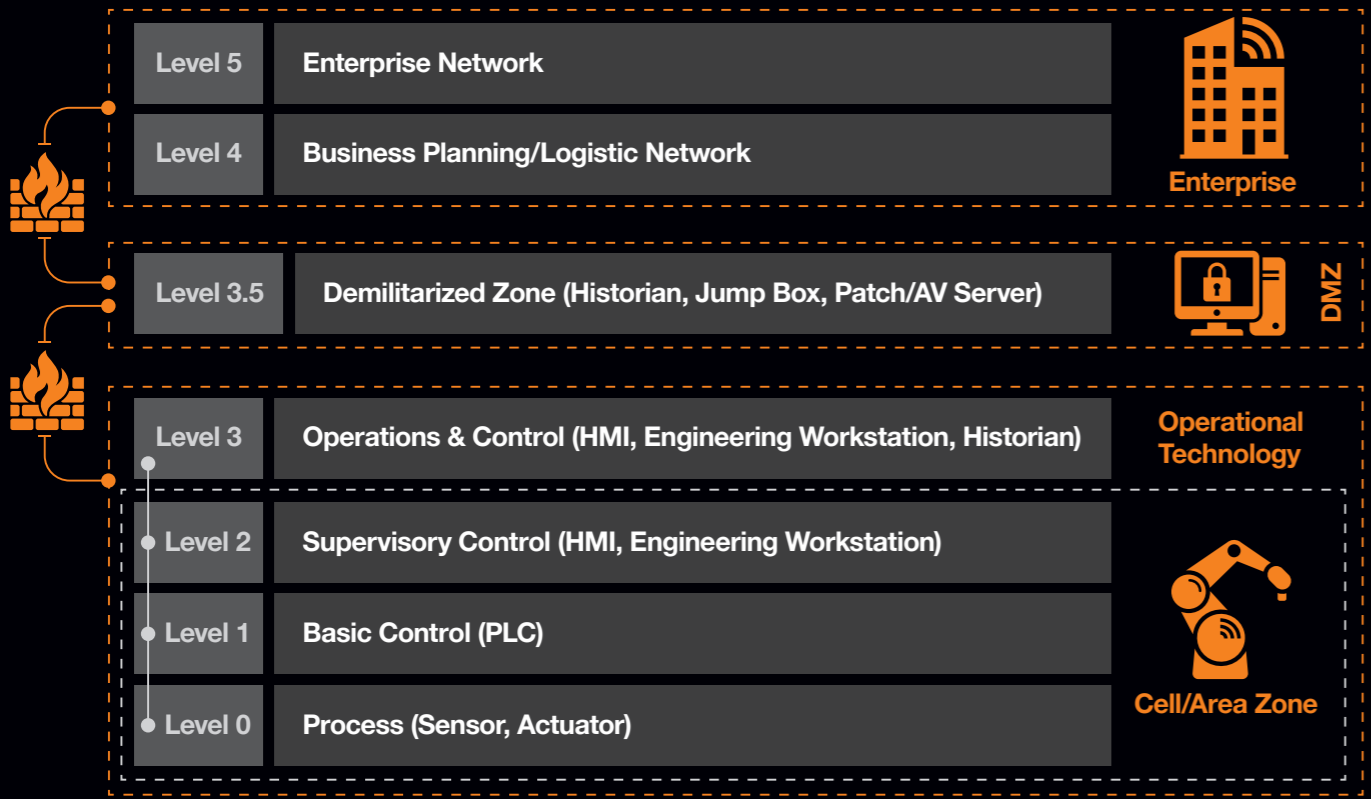 Level 5
Enterprise Network
Level 4
Business Planning/Logistic Network
Enterprise
Level 3.5
Demilitarized Zone (Historian, Jump Box, Patch/AV Server)
DMZ
Level 3
Operations & Control (HMI, Engineering Workstation, Historian)
Operational
Technology
Level 2
Supervisory Control (HMI, Engineering Workstation)
Level 1
Basic Control (PLC)
Level 0
Process (Sensor, Actuator)
Cell/Area Zone